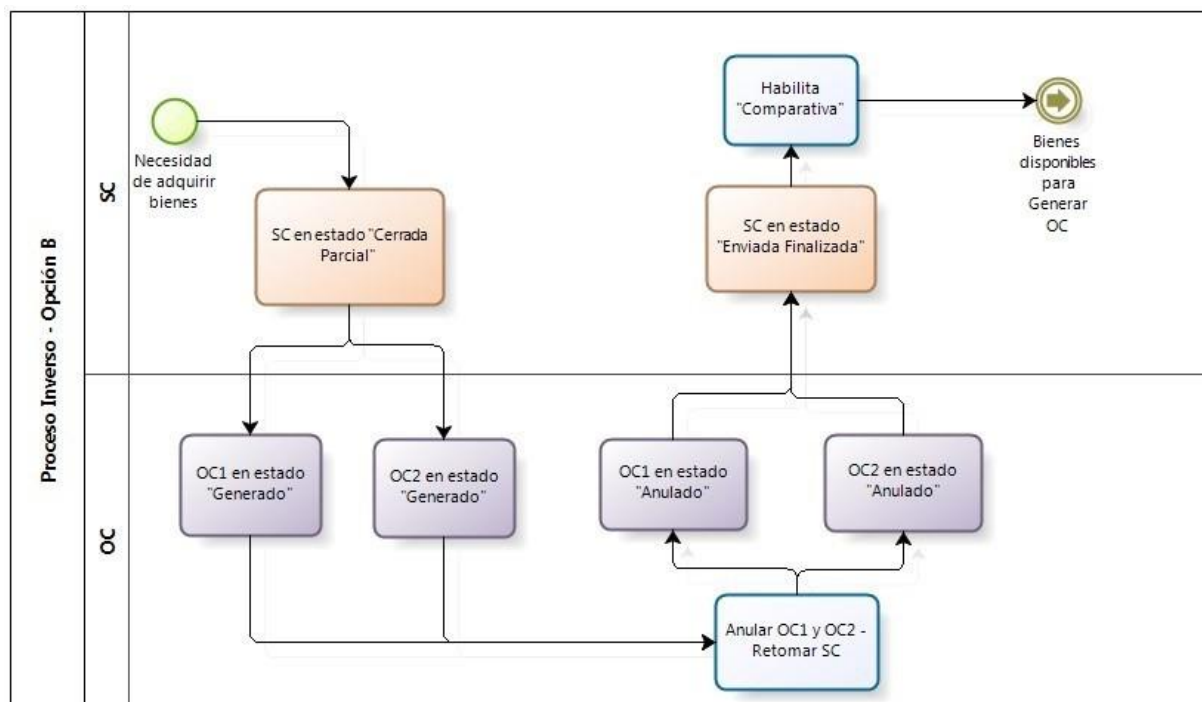 Proceso Inverso - Opción B
SC
Necesidad
de adquirir
bienes
SC en estado "Cerrada
Parcial"
Habilita
"Comparativa"
Bienes
disponibles
para
Generar
OC
SC en estado
"Enviada Finalizada"
OC
OC1 en estado
"Generado"
OC2 en estado
"Generado"
OC1 en estado
"Anulado"
OC2 en estado
"Anulado"
Anular OC1 y OC2 -
Retomar SC